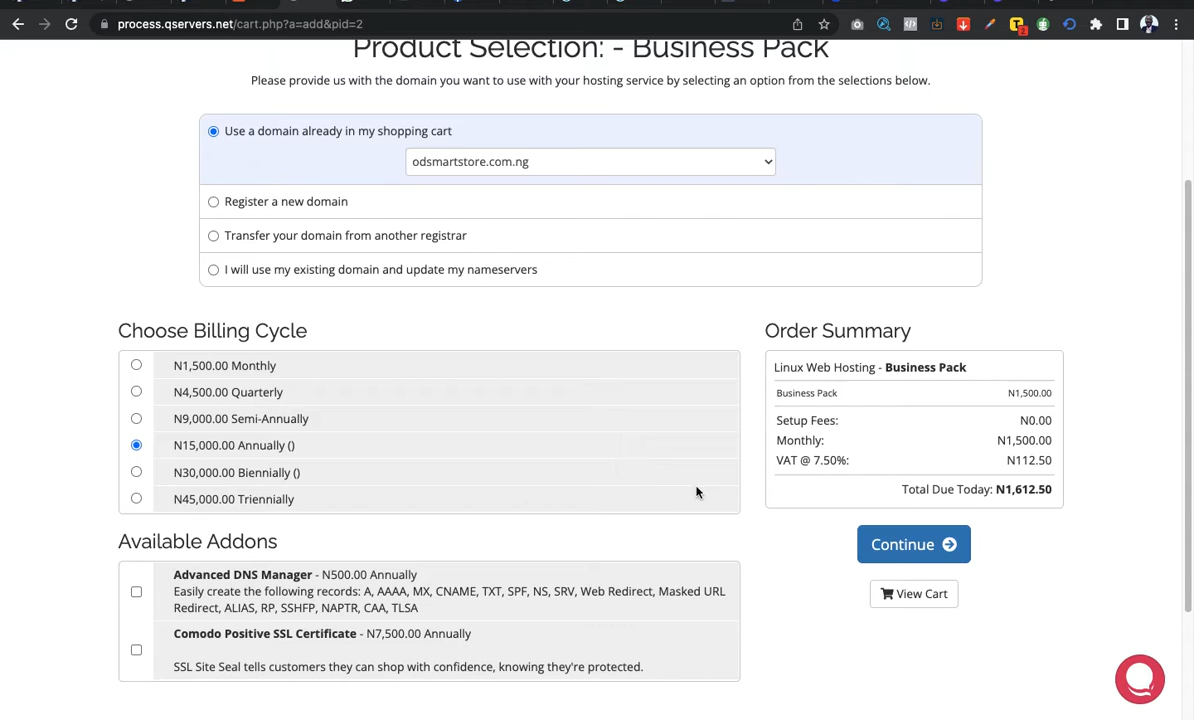 process.qservers.net/cart.php?a=add&pid=2
Product Selection: - Business Pack
Please provide us with the domain you want to use with your hosting service by selecting an option from the selections below.
Use a domain already in my shopping cart
odsmartstore.com.ng
Register a new domain
Transfer your domain from another registrar
I will use my existing domain and update my nameservers
Choose Billing Cycle
N1,500.00 Monthly
N4,500.00 Quarterly
N9,000.00 Semi-Annually
N15,000.00 Annually ()
N30,000.00 Biennially ()
N45,000.00 Triennially
Order Summary
Linux Web Hosting - Business Pack
Business Pack N1,500.00
Setup Fees: N0.00
Monthly: N1,500.00
VAT @ 7.50%: N112.50
Total Due Today: N1,612.50
Continue
View Cart
Available Addons
Advanced DNS Manager - N500.00 Annually
Easily create the following records: A, AAAA, MX, CNAME, TXT, SPF, NS, SRV, Web Redirect, Masked URL
Redirect, ALIAS, RP, SSHFP, NAPTR, CAA, TLSA
Comodo Positive SSL Certificate - N7,500.00 Annually
SSL Site Seal tells customers they can shop with confidence, knowing they're protected.